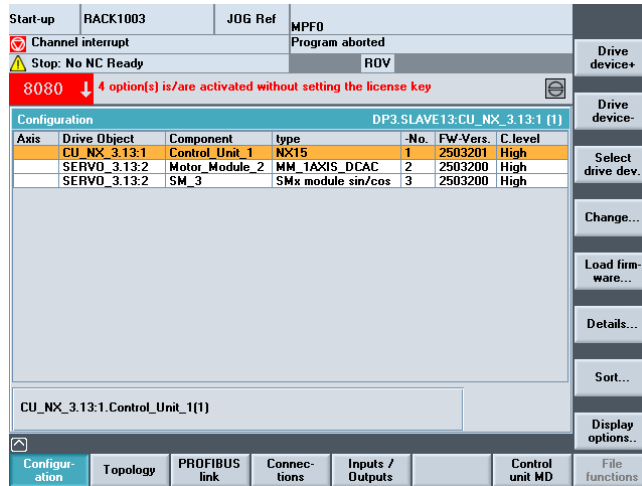 Start-up RACK1003 JOG Ref MPF0
Channel interrupt Program aborted
Stop: No NC Ready ROV
8080 4 option(s) is/are activated without setting the license key
Configuration DP3.SLAVE13:CU_NX_3.13:1 (1)
Axis Drive Object Component type -No. FW-Vers. C.level
CU_NX_3.13:1 Control_Unit_1 NX15 1 2503201 High
SERVO_3.13:2 Motor_Module_2 MM_1AXIS_DCAC 2 2503200 High
SERVO_3.13:2 SM_3 SMx module sin/cos 3 2503200 High
CU_NX_3.13:1.Control_Unit_1(1)
Drive
device+
Drive
device-
Select
drive dev.
Change...
Load firm-
ware...
Details...
Sort...
Display
options..
Configur-
ation
Topology
PROFIBUS
link
Connec-
tions
Inputs /
Outputs
Control
unit MD
File
functions